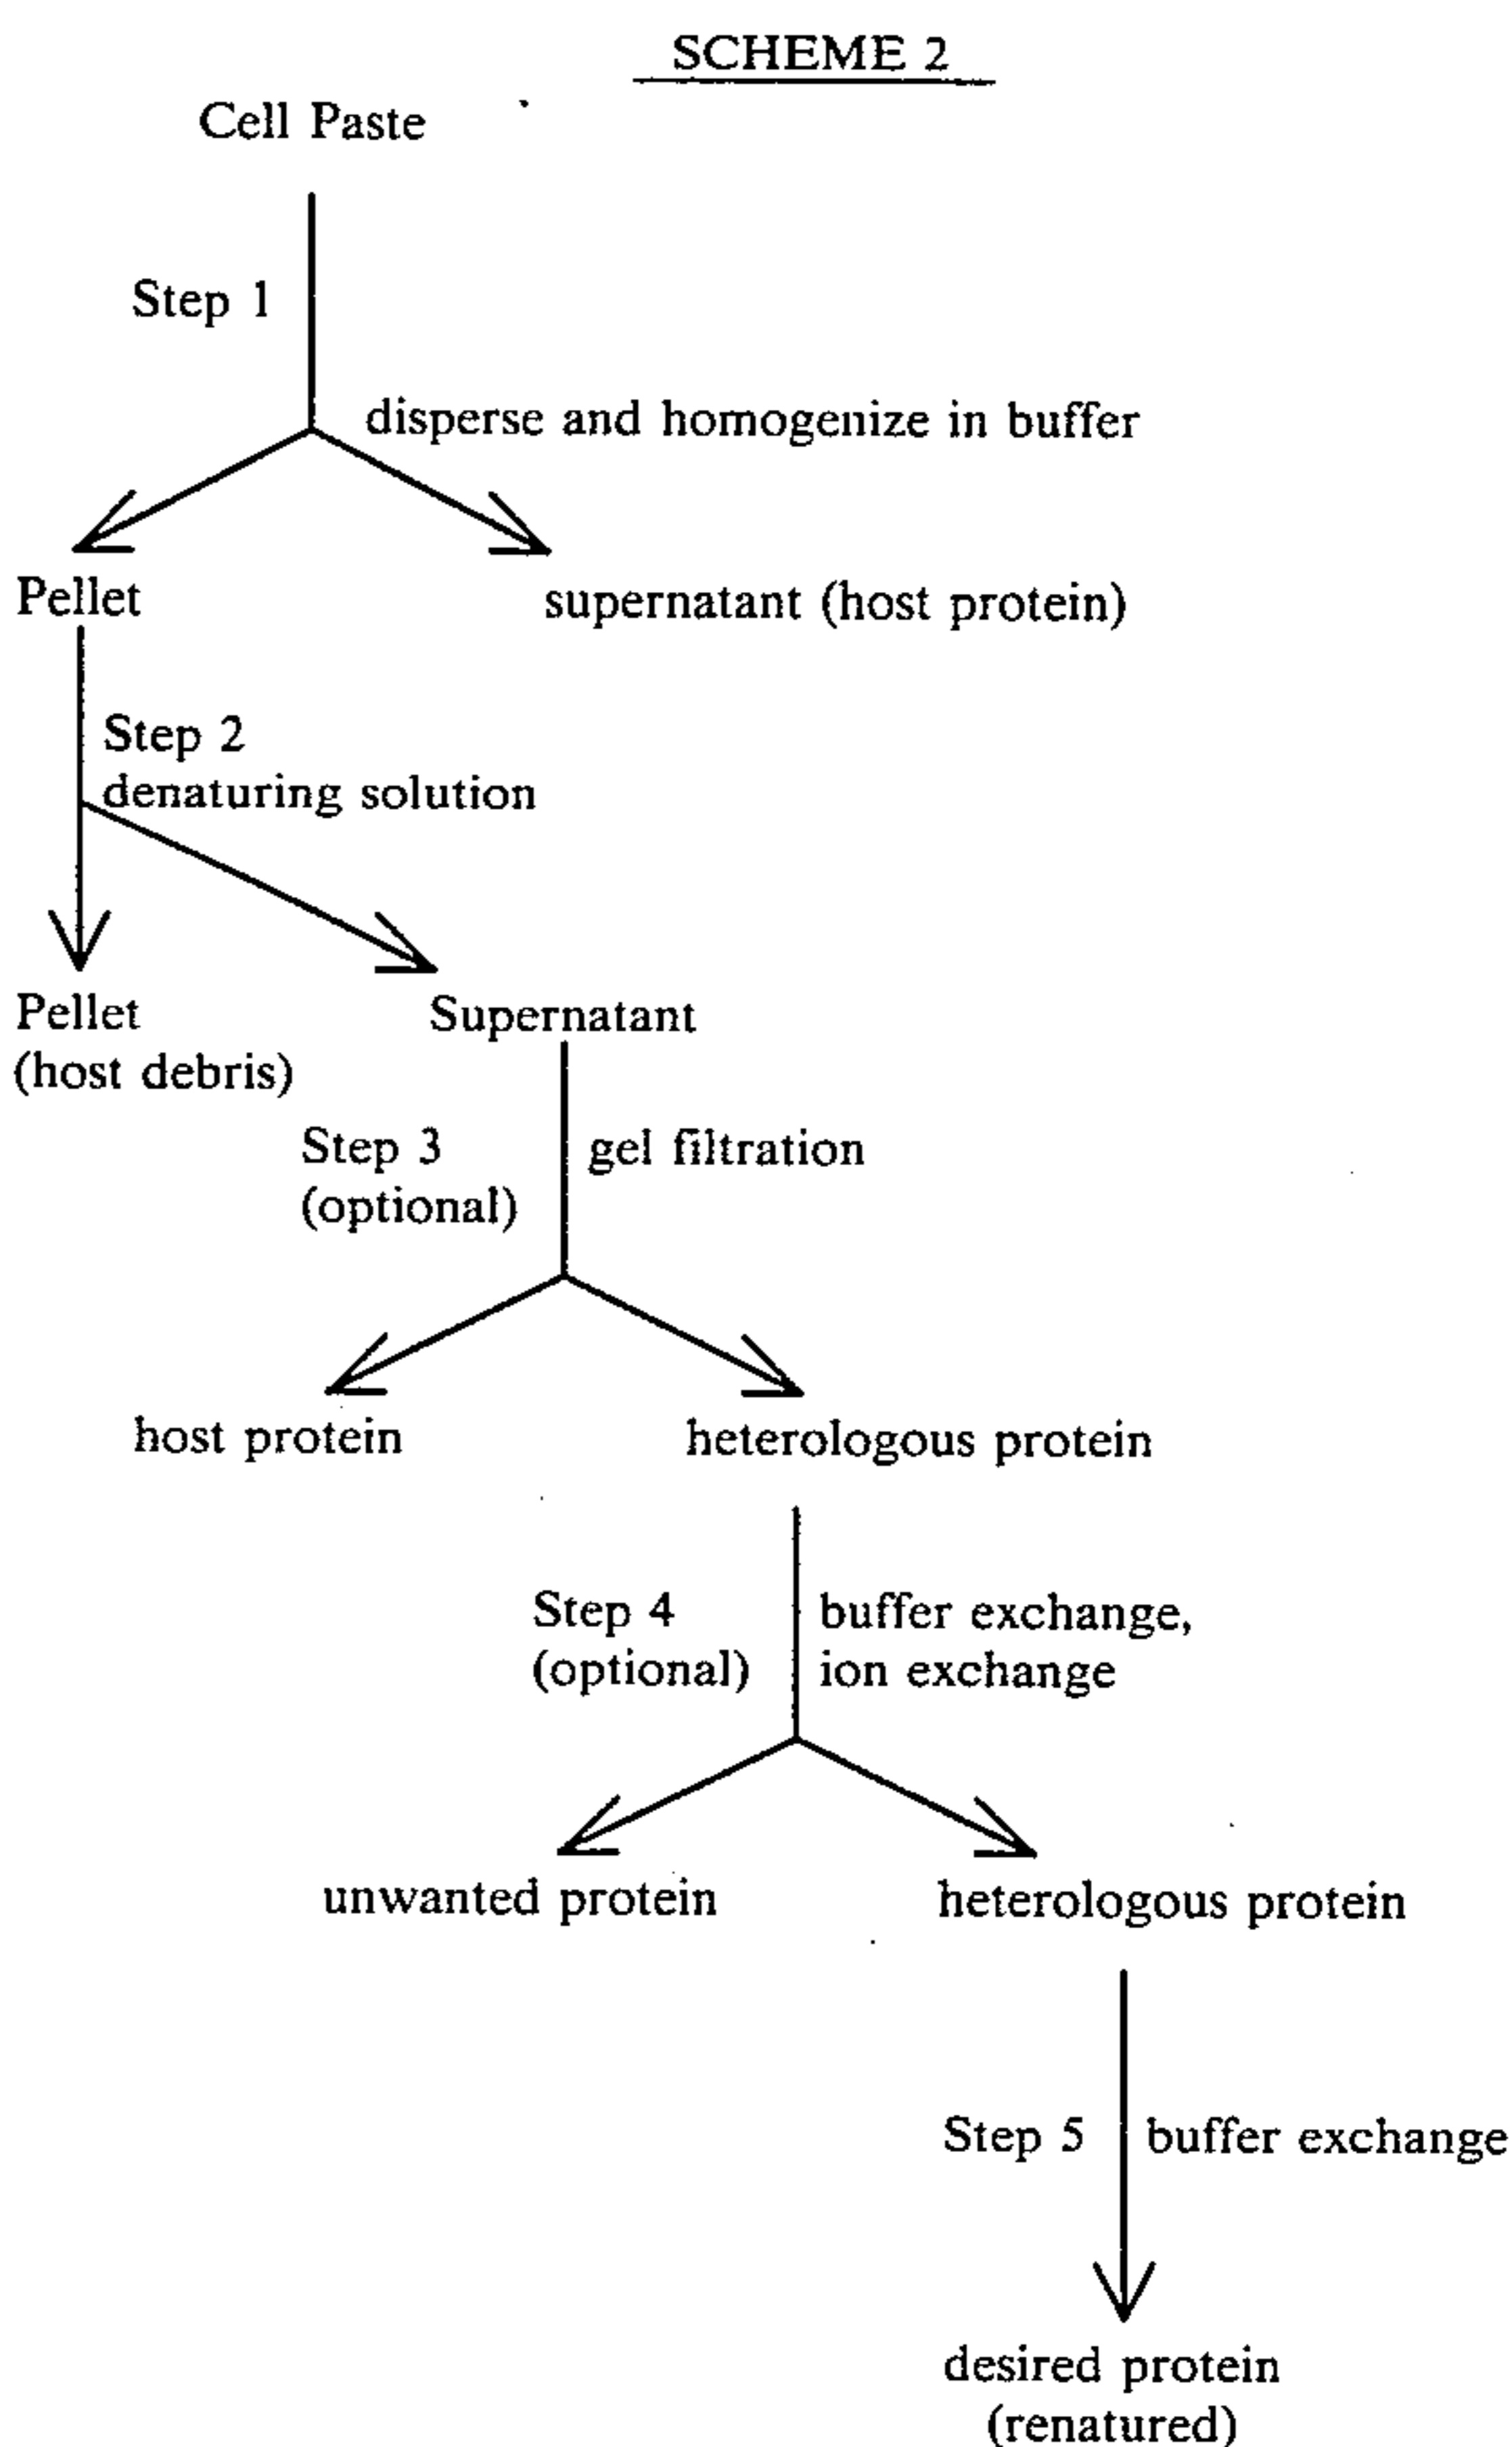 SCHEME 2
Cell Paste
Step 1
disperse and homogenize in buffer
Pellet
supernatant (host protein)
Step 2
denaturing solution
Pellet
(host debris)
Supernatant
Step 3
(optional)
gel filtration
host protein
heterologous protein
Step 4
(optional)
buffer exchange,
ion exchange
unwanted protein
heterologous protein
Step 5
buffer exchange
desired protein
(renatured)